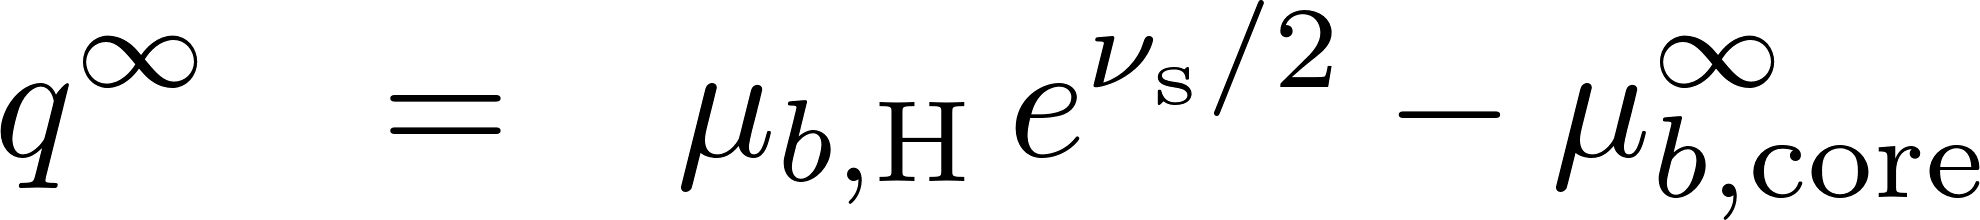 q^∞ = μ_{b,H} e^{ν_s/2} − μ^∞_{b,core}